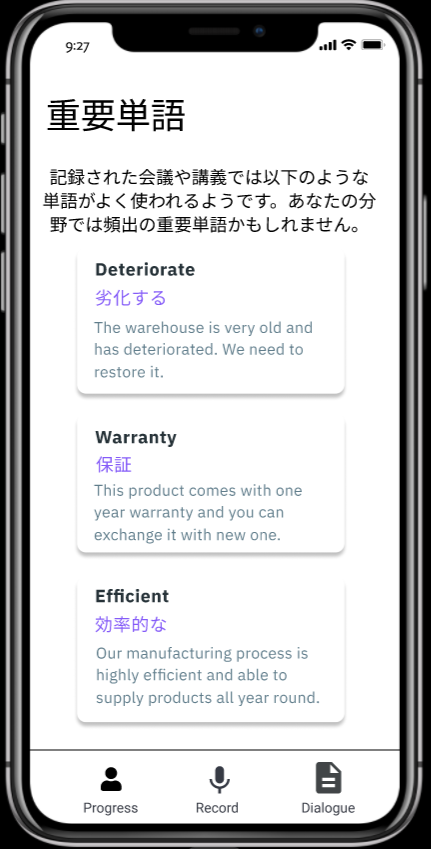 9:27
重要単語
記録された会議や講義では以下のような
単語がよく使われるようです。あなたの分
野では頻出の重要単語かもしれません。
Deteriorate
劣化する
The warehouse is very old and
has deteriorated. We need to
restore it.
Warranty
保証
This product comes with one
year warranty and you can
exchange it with new one.
Efficient
効率的な
Our manufacturing process is
highly efficient and able to
supply products all year round.
Progress
Record
Dialogue